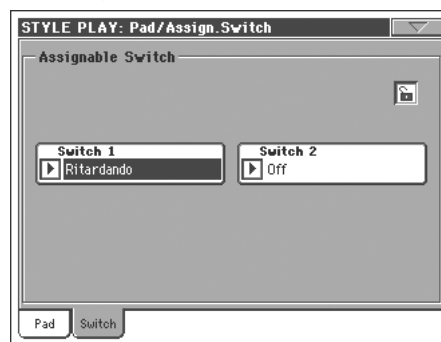 STYLE PLAY: Pad/Assign.Switch
Assignable Switch
Switch 1
Ritardando
Switch 2
Off
Pad
Switch